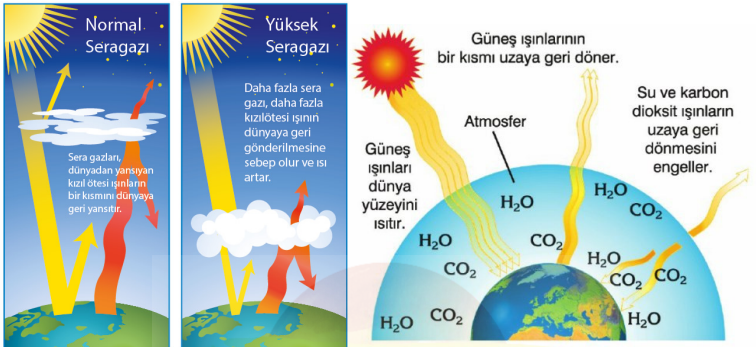 Normal
Seragazı
Sera gazları,
dünyadan yansıyan
kızıl ötesi ışınların
bir kısmını dünyaya
geri yansıtır.
Yüksek
Seragazı
Daha fazla sera
gazı, daha fazla
kızılötesi ışının
dünyaya geri
gönderilmesine
sebep olur ve ısı
artar.
Güneş ışınlarının
bir kısmı uzaya geri döner.
Su ve karbon
dioksit ışınların
uzaya geri
dönmesini
engeller.
Atmosfer
Güneş
ışınları
dünya
yüzeyini
ısıtır.
H₂O
H₂O
CO₂
H₂O
CO₂
H₂O
CO₂
CO₂
CO₂
H₂O
CO₂
H₂O